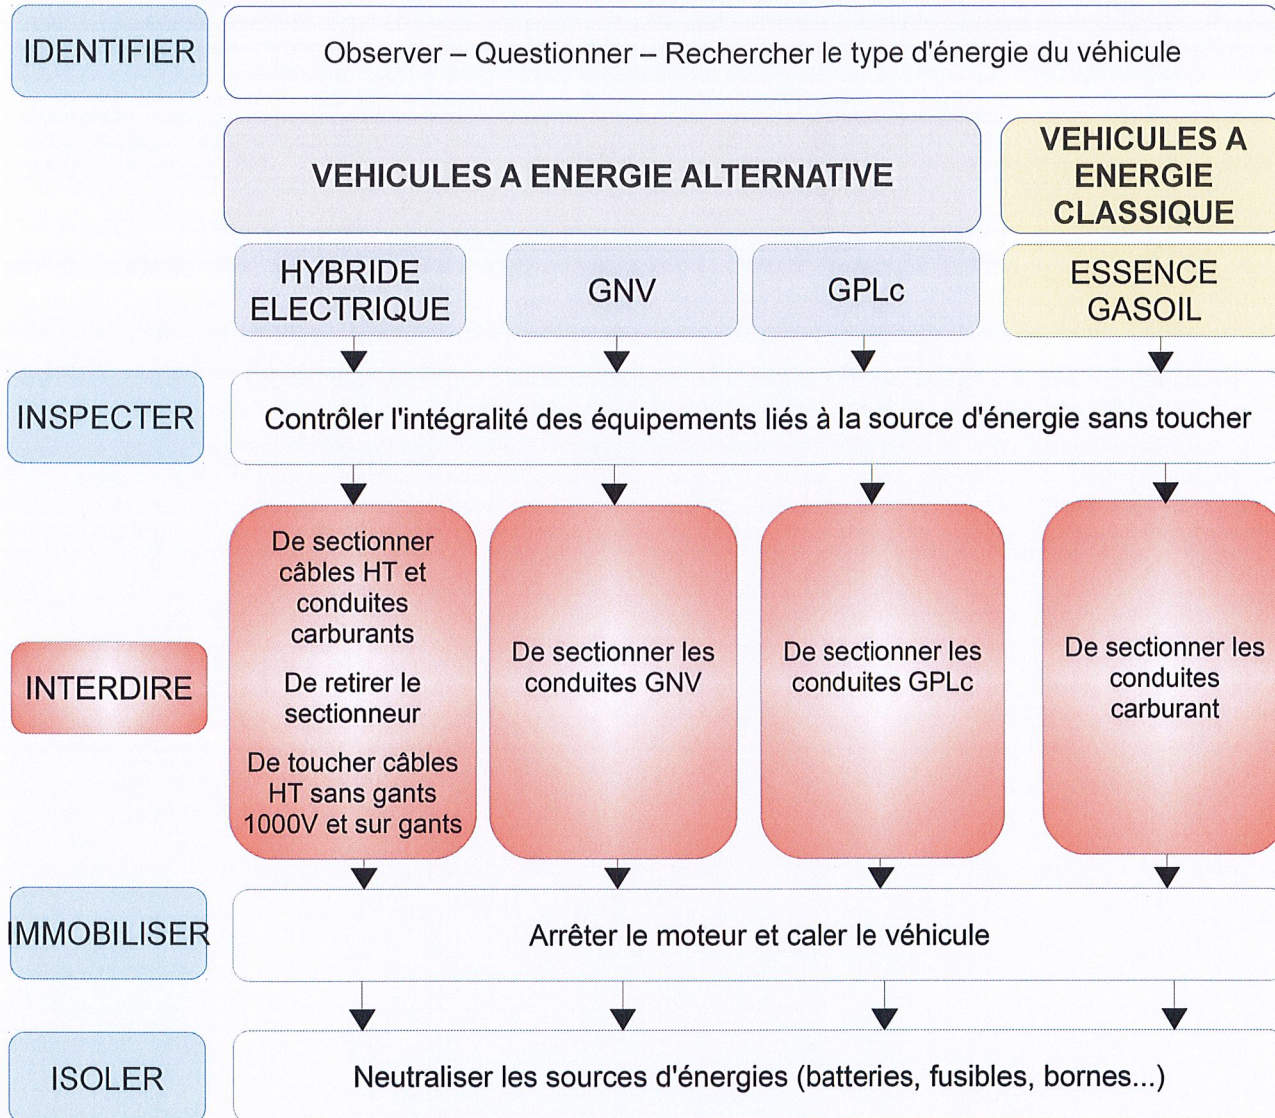 IDENTIFIER
Observer – Questionner – Rechercher le type d'énergie du véhicule
VEHICULES A ENERGIE ALTERNATIVE
VEHICULES A
ENERGIE
CLASSIQUE
HYBRIDE
ELECTRIQUE
GNV
GPLc
ESSENCE
GASOIL
INSPECTER
Contrôler l'intégralité des équipements liés à la source d'énergie sans toucher
INTERDIRE
De sectionner
câbles HT et
conduites
carburants
De retirer le
sectionneur
De toucher câbles
HT sans gants
1000V et sur gants
De sectionner les
conduites GNV
De sectionner les
conduites GPLc
De sectionner les
conduites
carburant
IMMOBILISER
Arrêter le moteur et caler le véhicule
ISOLER
Neutraliser les sources d'énergies (batteries, fusibles, bornes...)